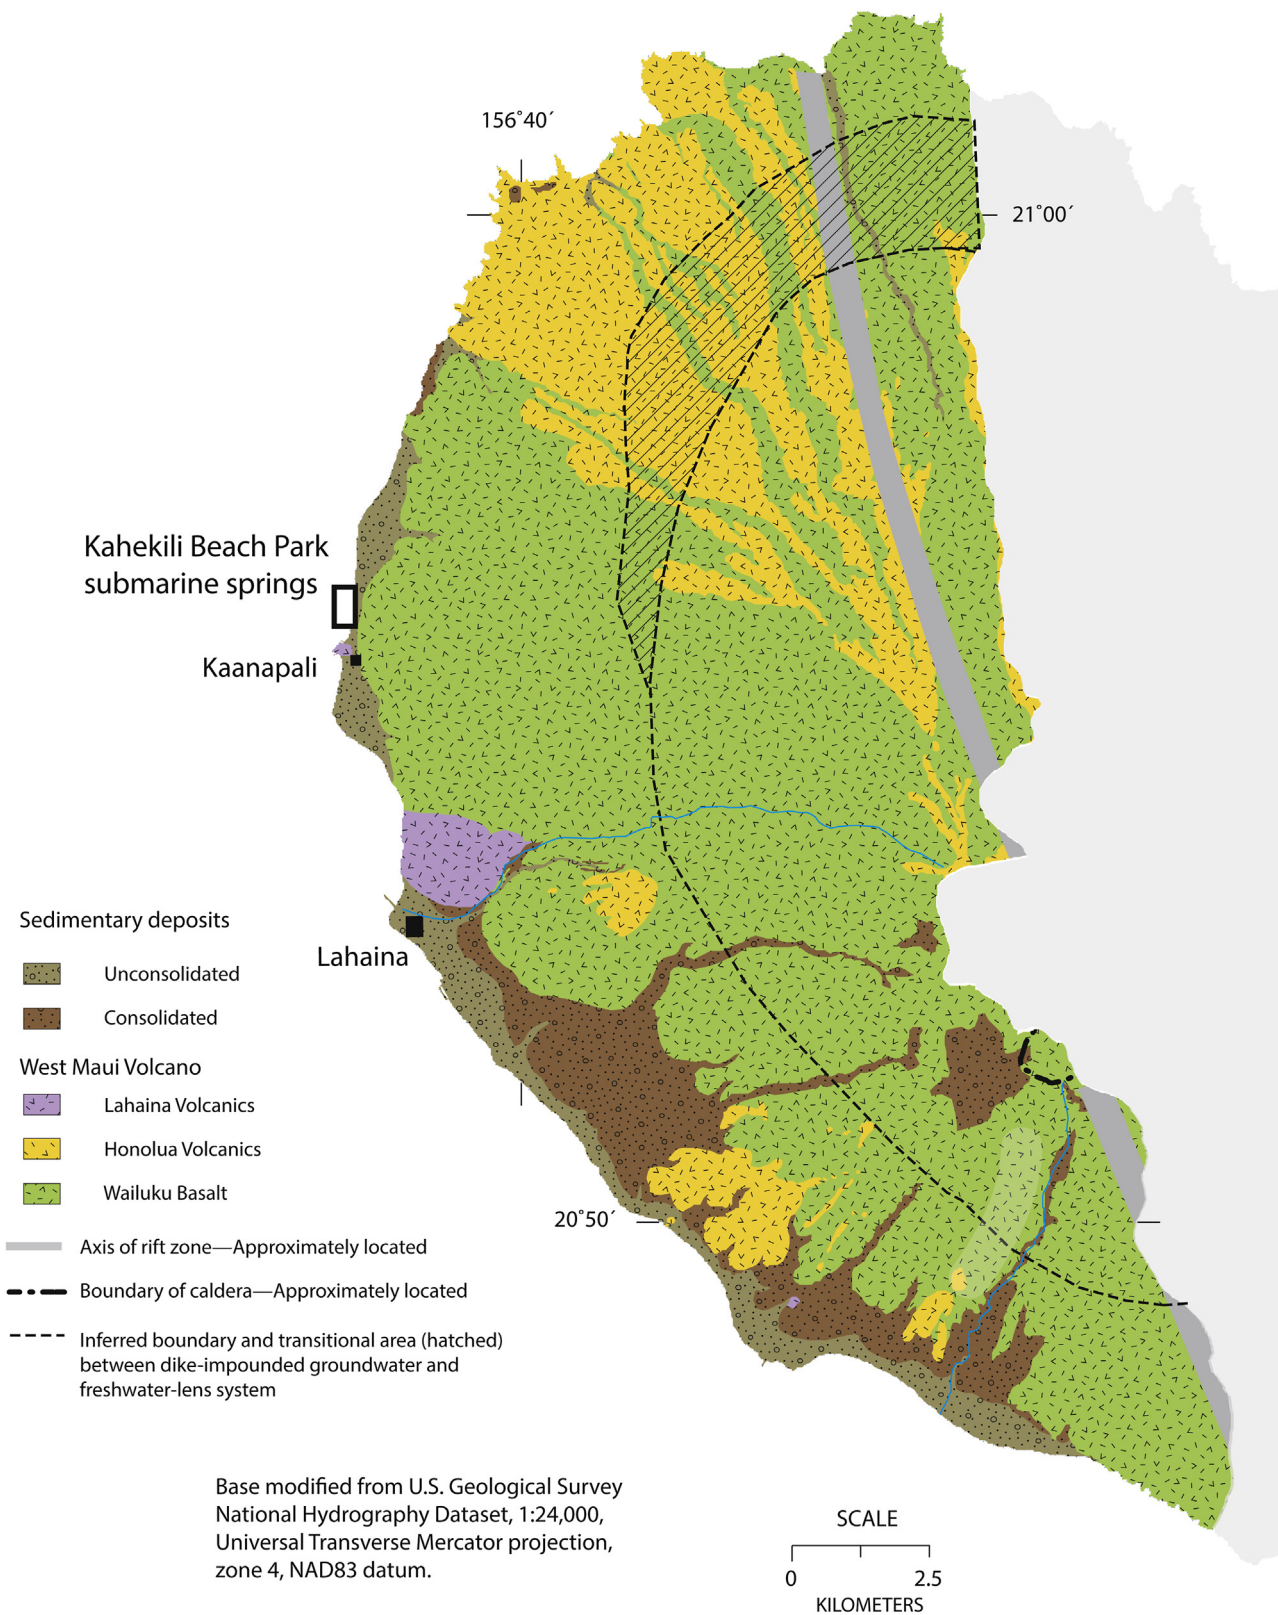 156˚40´
21˚00´
Kahekili Beach Park
submarine springs
Kaanapali
Lahaina
Sedimentary deposits
Unconsolidated
Consolidated
West Maui Volcano
Lahaina Volcanics
Honolua Volcanics
Wailuku Basalt
20˚50´
Axis of rift zone—Approximately located
Boundary of caldera—Approximately located
Inferred boundary and transitional area (hatched)
between dike-impounded groundwater and
freshwater-lens system
Base modified from U.S. Geological Survey
National Hydrography Dataset, 1:24,000,
Universal Transverse Mercator projection,
zone 4, NAD83 datum.
SCALE
0 2.5
KILOMETERS